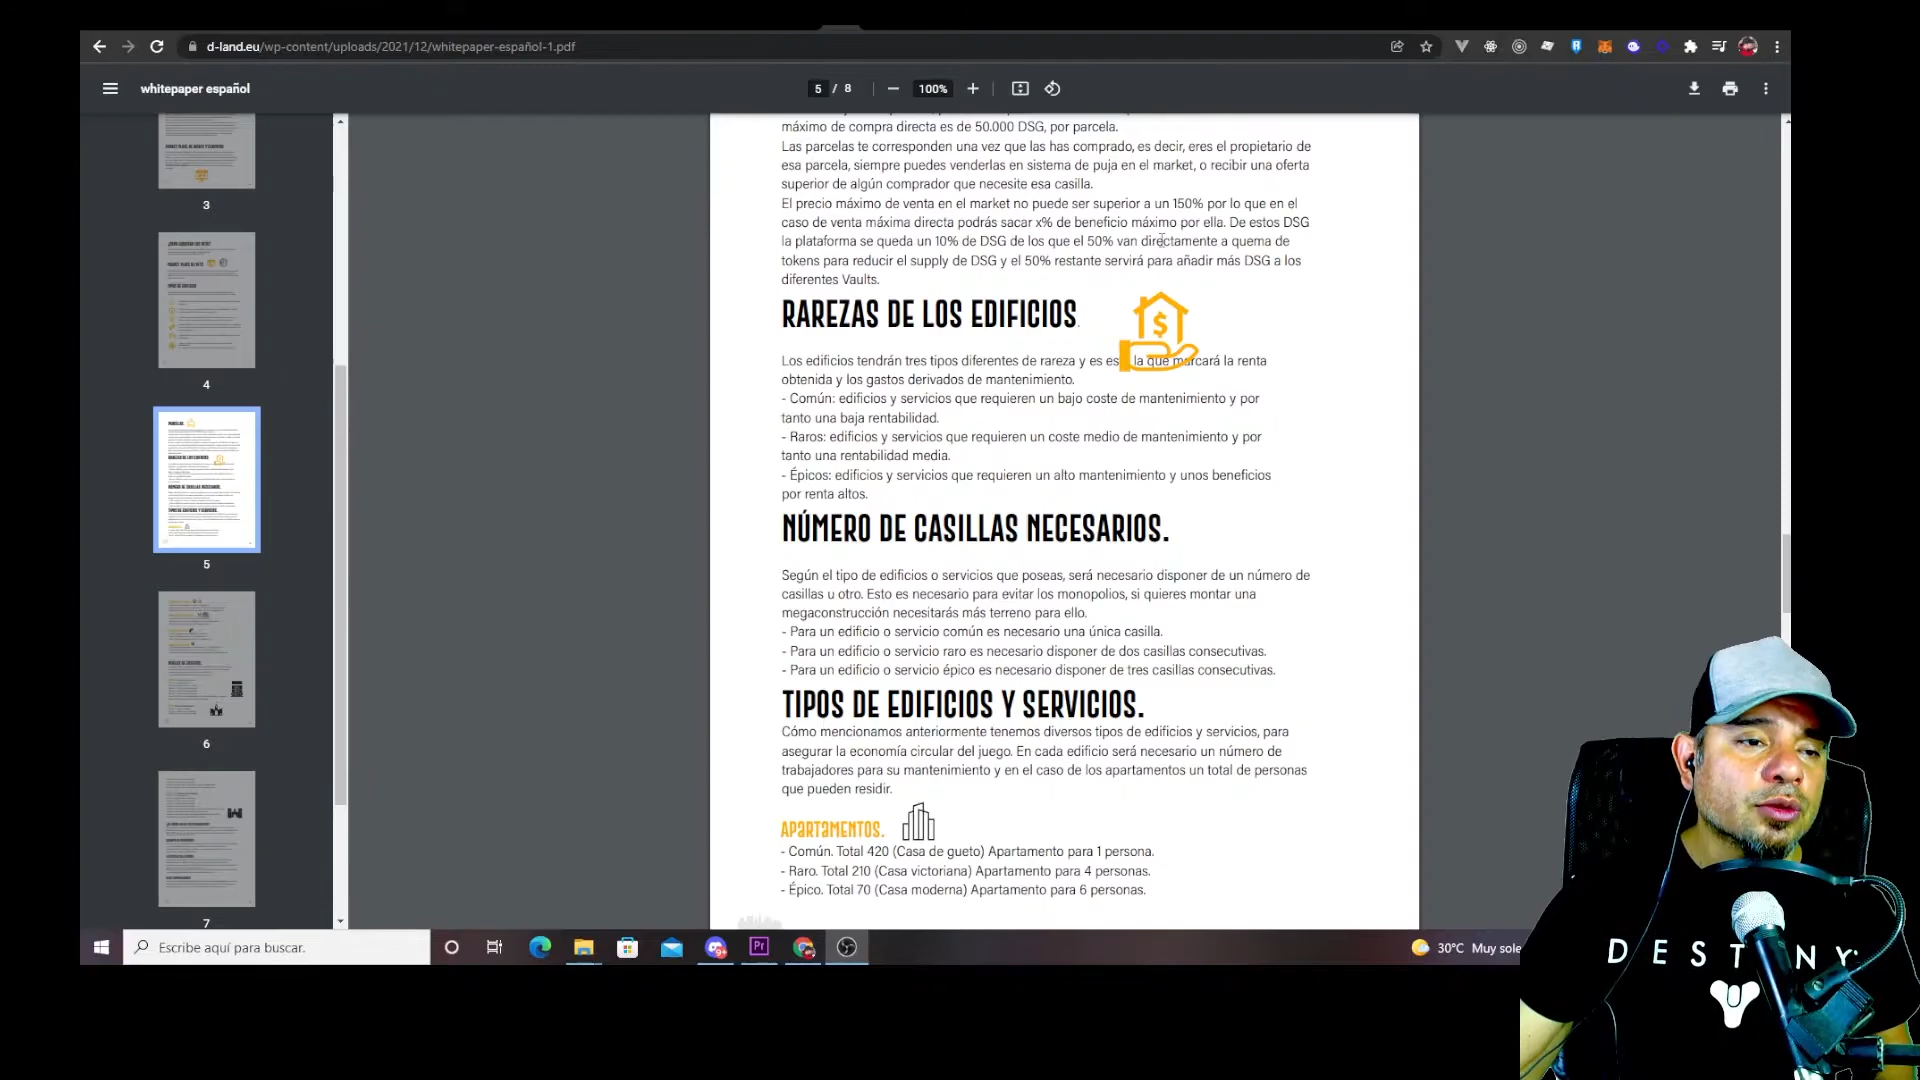 d-land.eu/wp-content/uploads/2021/12/whitepaper-español-1.pdf
whitepaper español
5 / 8
100%
3
4
5
6
7
máximo de compra directa es de 50.000 DSG, por parcela.
Las parcelas te corresponden una vez que las has comprado, es decir, eres el propietario de
esa parcela, siempre puedes venderlas en sistema de puja en el market, o recibir una oferta
superior de algún comprador que necesite esa casilla.
El precio máximo de venta en el market no puede ser superior a un 150% por lo que en el
caso de venta máxima directa podrás sacar x% de beneficio máximo por ella. De estos DSG
la plataforma se queda un 10% de DSG de los que el 50% van directamente a quema de
tokens para reducir el supply de DSG y el 50% restante servirá para añadir más DSG a los
diferentes Vaults.
RAREZAS DE LOS EDIFICIOS.
Los edificios tendrán tres tipos diferentes de rareza y es es la que marcará la renta
obtenida y los gastos derivados de mantenimiento.
- Común: edificios y servicios que requieren un bajo coste de mantenimiento y por
tanto una baja rentabilidad.
- Raros: edificios y servicios que requieren un coste medio de mantenimiento y por
tanto una rentabilidad media.
- Épicos: edificios y servicios que requieren un alto mantenimiento y unos beneficios
por renta altos.
NÚMERO DE CASILLAS NECESARIOS.
Según el tipo de edificios o servicios que poseas, será necesario disponer de un número de
casillas u otro. Esto es necesario para evitar los monopolios, si quieres montar una
megaconstrucción necesitarás más terreno para ello.
- Para un edificio o servicio común es necesario una única casilla.
- Para un edificio o servicio raro es necesario disponer de dos casillas consecutivas.
- Para un edificio o servicio épico es necesario disponer de tres casillas consecutivas.
TIPOS DE EDIFICIOS Y SERVICIOS.
Cómo mencionamos anteriormente tenemos diversos tipos de edificios y servicios, para
asegurar la economía circular del juego. En cada edificio será necesario un número de
trabajadores para su mantenimiento y en el caso de los apartamentos un total de personas
que pueden residir.
APARTAMENTOS.
- Común. Total 420 (Casa de gueto) Apartamento para 1 persona.
- Raro. Total 210 (Casa victoriana) Apartamento para 4 personas.
- Épico. Total 70 (Casa moderna) Apartamento para 6 personas.
Escribe aquí para buscar.
Pr
30°C Muy sole
DESTINY